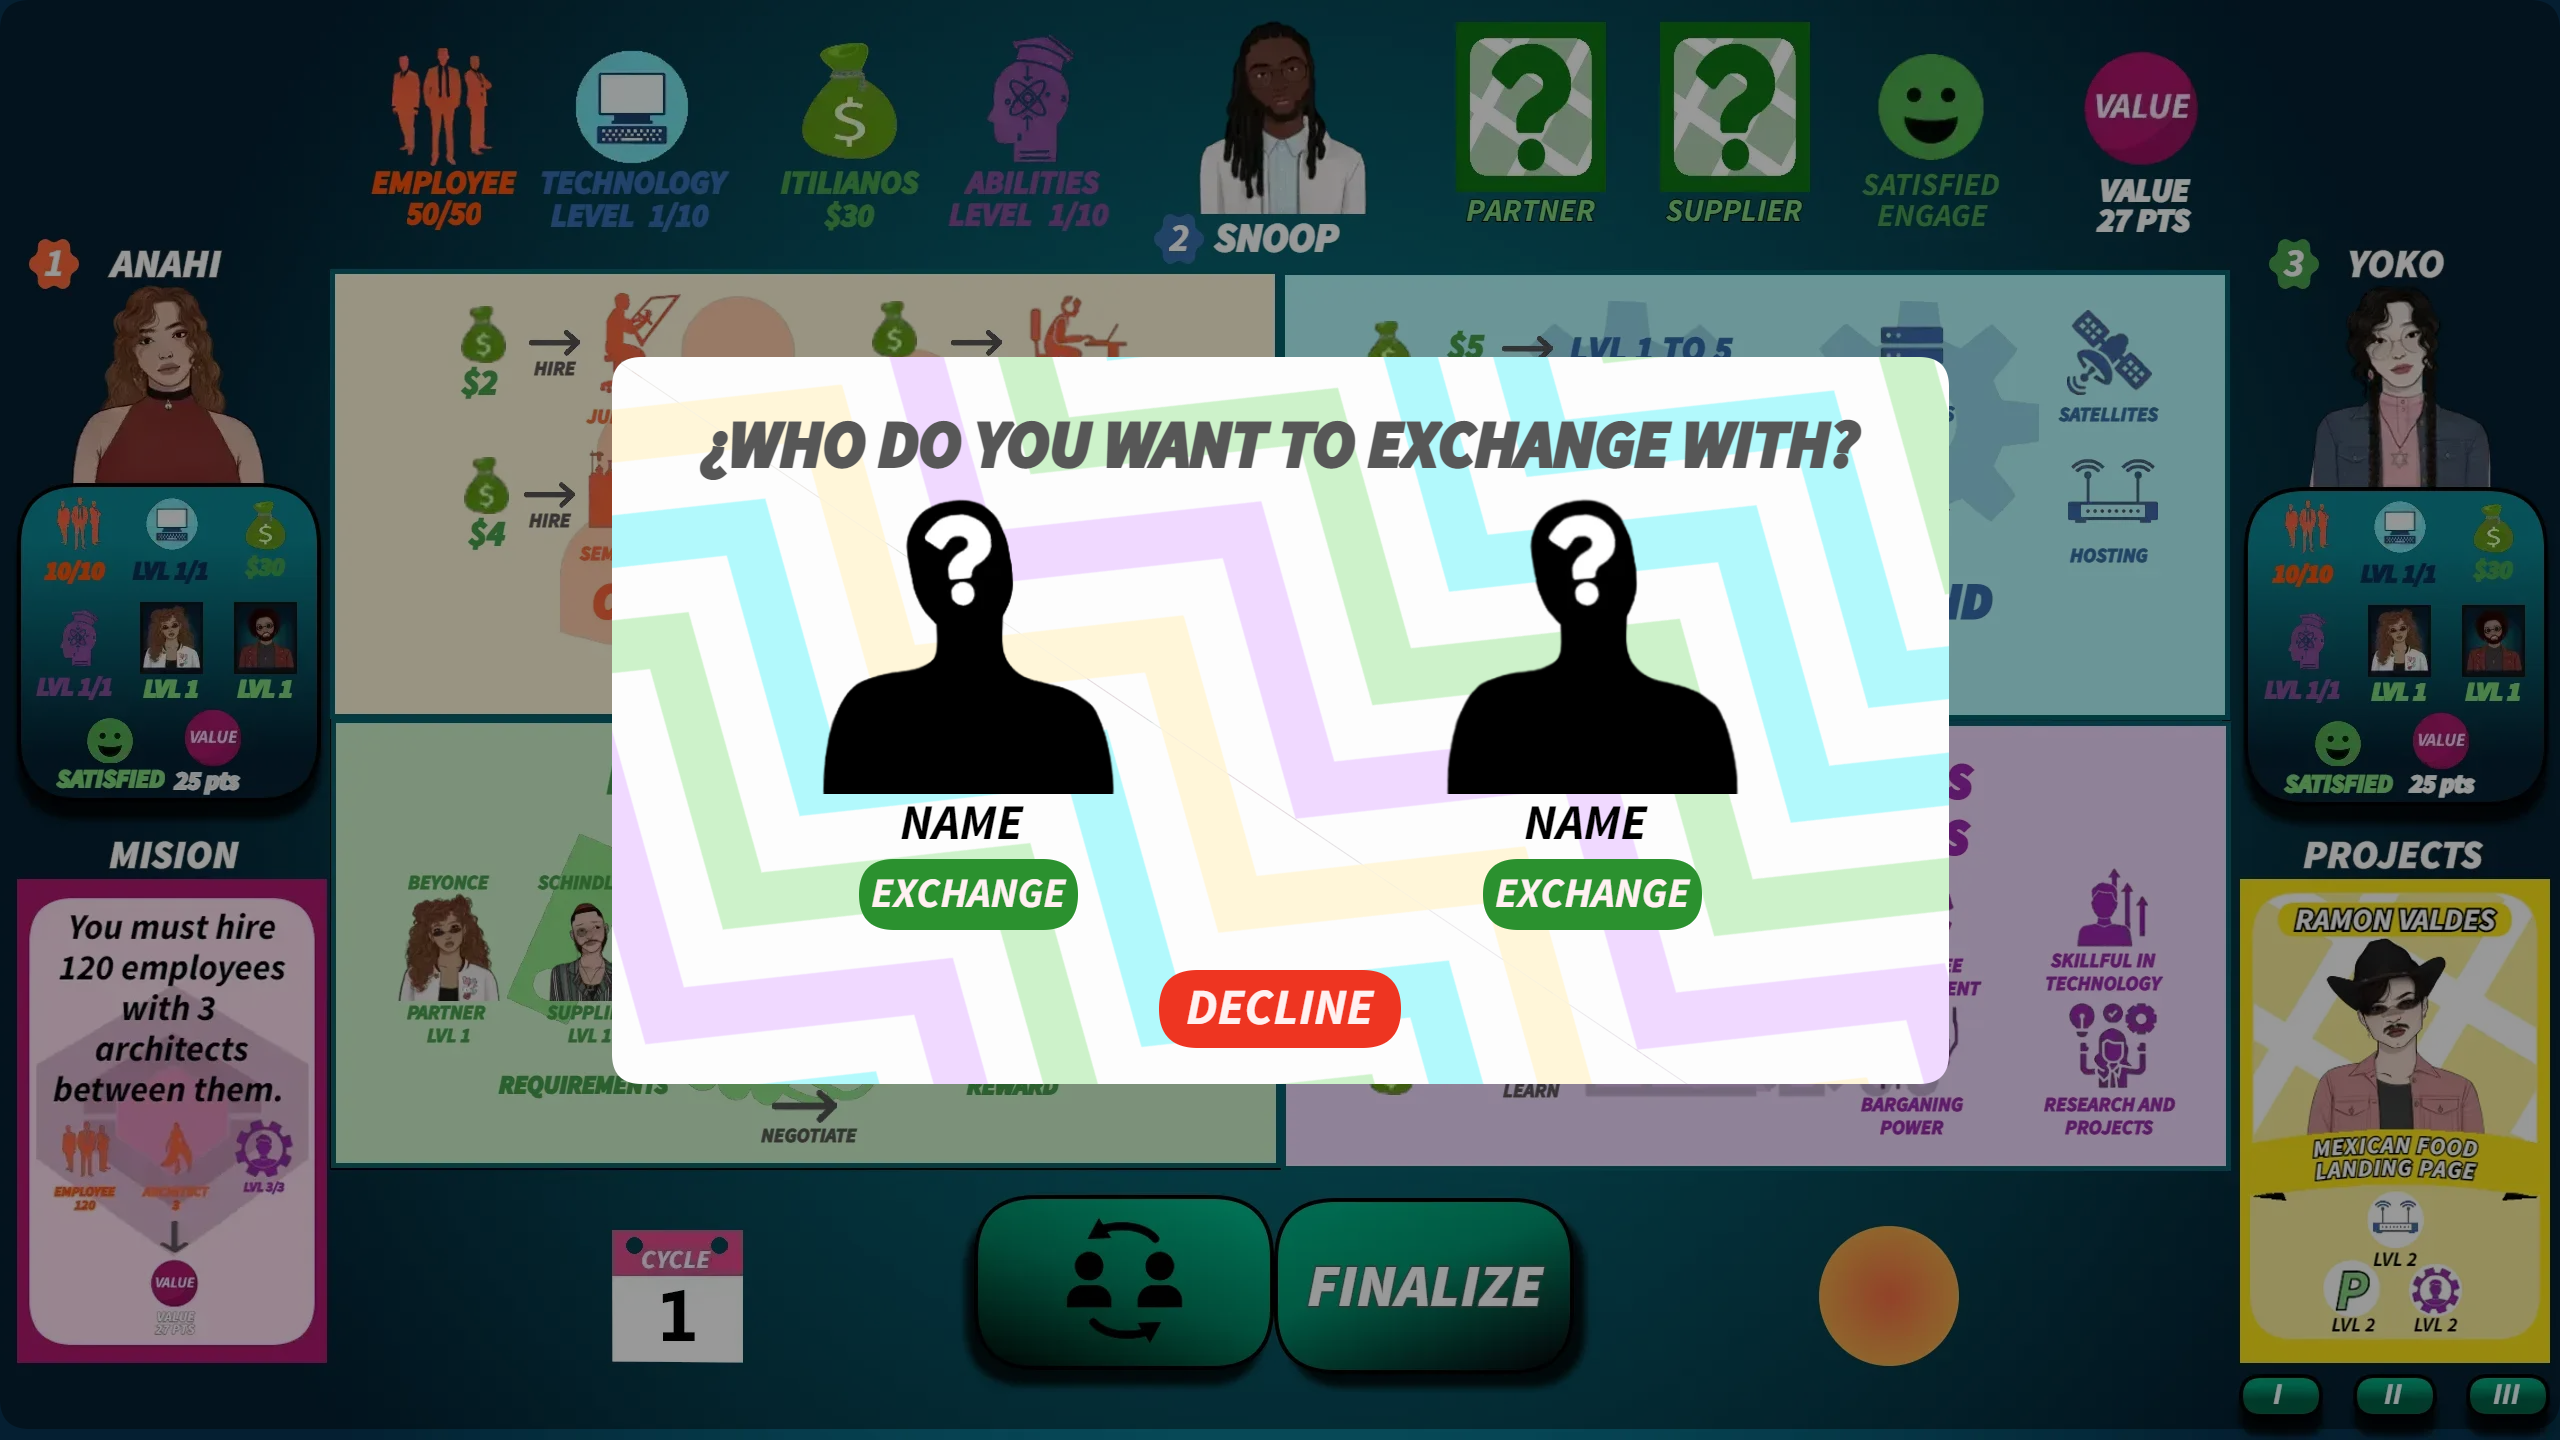 EMPLOYEE
50/50
TECHNOLOGY
LEVEL 1/10
$
ITILIANOS
$30
ABILITIES
LEVEL 1/10
2 SNOOP
?
PARTNER
?
SUPPLIER
SATISFIED
ENGAGE
VALUE
VALUE
27 PTS
1 ANAHI
10/10
LVL 1/1
$
$30
LVL 1/1
LVL 1
LVL 1
SATISFIED
VALUE
25 pts
3 YOKO
10/10
LVL 1/1
$
$30
LVL 1/1
LVL 1
LVL 1
SATISFIED
VALUE
25 pts
$
$2
HIRE
$
$
$4
HIRE
$5
LVL 1 TO 5
SATELLITES
HOSTING
¿WHO DO YOU WANT TO EXCHANGE WITH?
?
NAME
EXCHANGE
?
NAME
EXCHANGE
DECLINE
BEYONCE
PARTNER
LVL 1
LVL 1
REQUIREMENTS
REWARD
NEGOTIATE
LEARN
BARGANING
POWER
SKILLFUL IN
TECHNOLOGY
RESEARCH AND
PROJECTS
MISION
You must hire
120 employees
with 3
architects
between them.
EMPLOYEE
120
ARCHITECT
3
LVL 3/3
VALUE
VALUE
27 PTS
PROJECTS
RAMON VALDES
MEXICAN FOOD
LANDING PAGE
LVL 2
P
LVL 2
LVL 2
CYCLE
1
FINALIZE
I
II
III